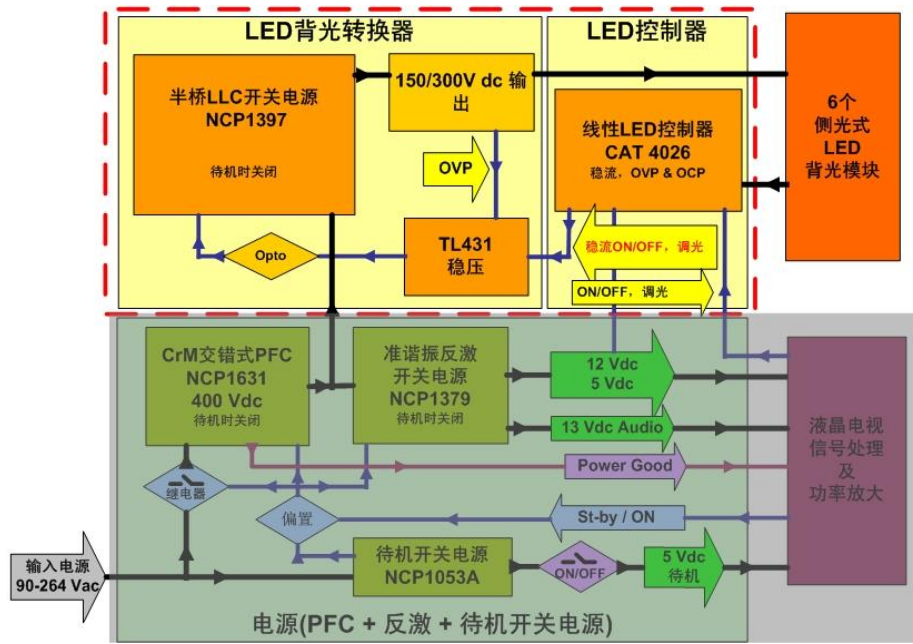 LED背光转换器
LED控制器
半桥LLC开关电源
NCP1397
待机时关闭
150/300V dc 输
出
OVP
线性LED控制器
CAT 4026
稳流，OVP & OCP
6个
侧光式
LED
背光模块
Opto
TL431
稳压
稳流ON/OFF，调光
ON/OFF，调光
CrM交错式PFC
NCP1631
400 Vdc
待机时关闭
准谐振反激
开关电源
NCP1379
待机时关闭
12 Vdc
5 Vdc
13 Vdc Audio
Power Good
液晶电视
信号处理
及
功率放大
继电器
偏置
St-by / ON
输入电源
90-264 Vac
待机开关电源
NCP1053A
ON/OFF
5 Vdc
待机
电源(PFC + 反激 + 待机开关电源)